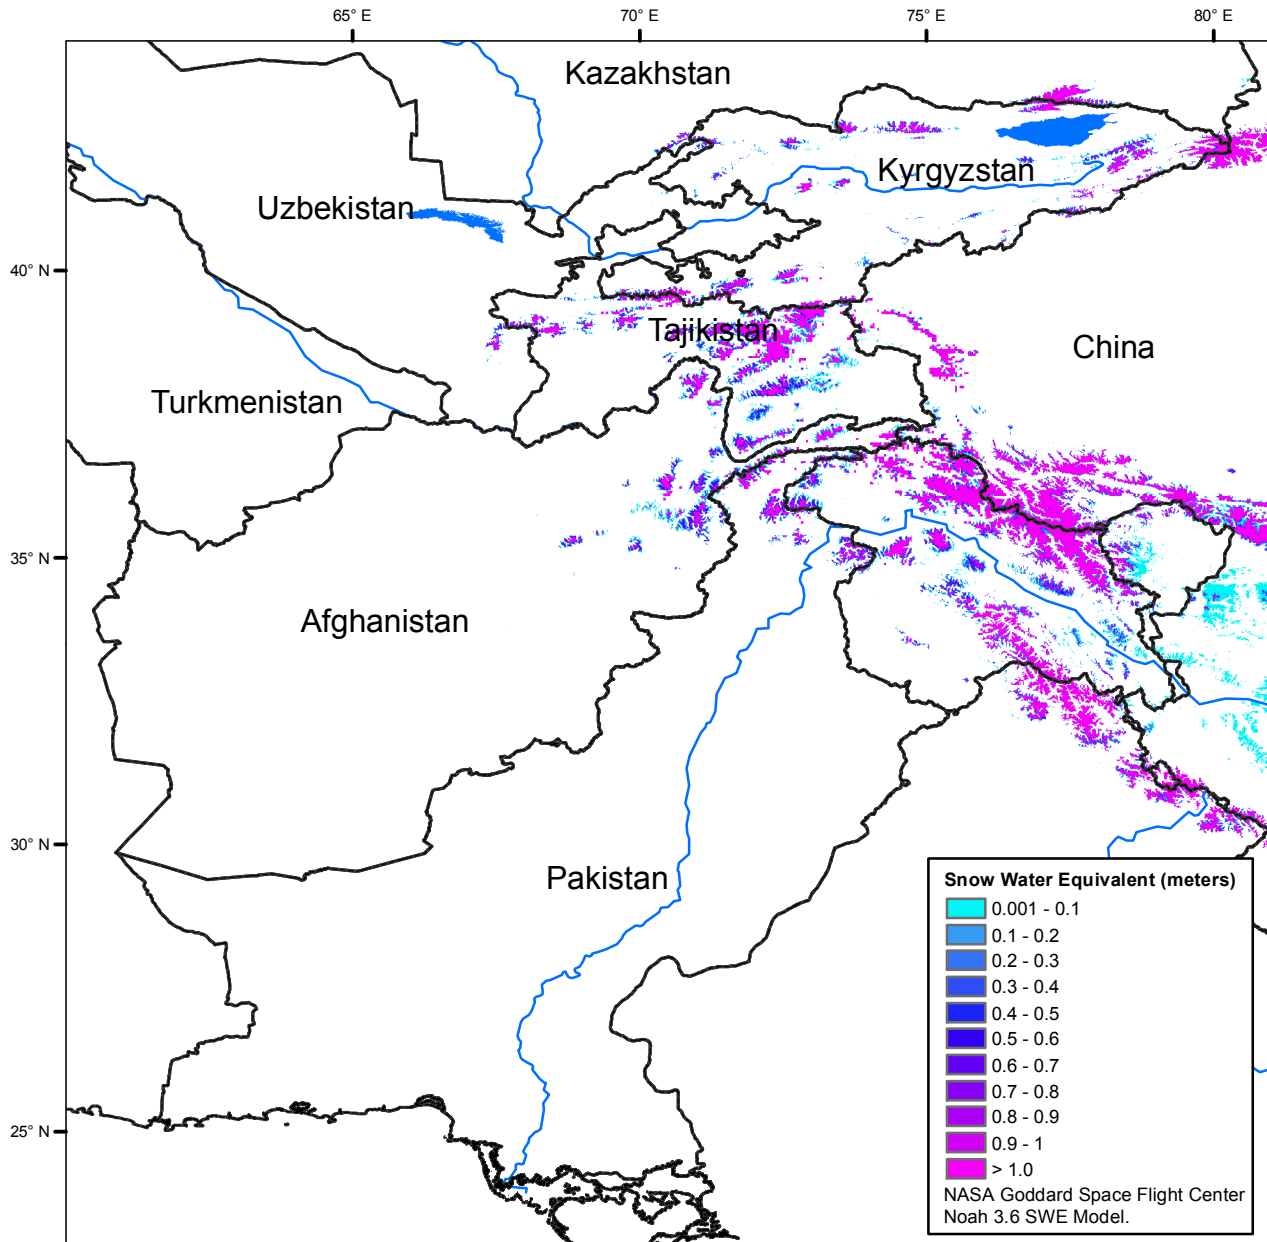 65° E
70° E
75° E
80° E
Kazakhstan
Kyrgyzstan
Uzbekistan
40° N
Tajikistan
China
Turkmenistan
35° N
Afghanistan
30° N
Pakistan
25° N
Snow Water Equivalent (meters)
0.001 - 0.1
0.1 - 0.2
0.2 - 0.3
0.3 - 0.4
0.4 - 0.5
0.5 - 0.6
0.6 - 0.7
0.7 - 0.8
0.8 - 0.9
0.9 - 1
> 1.0
NASA Goddard Space Flight Center
Noah 3.6 SWE Model.